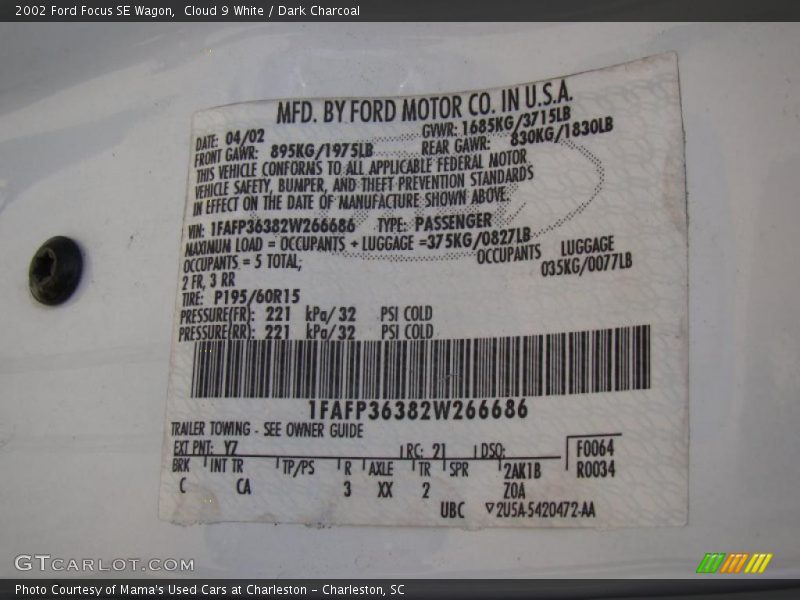 2002 Ford Focus SE Wagon,  Cloud 9 White / Dark Charcoal
MFD. BY FORD MOTOR CO. IN U.S.A.
DATE: 04/02 GVWR: 1685KG/3715LB
FRONT GAWR: 895KG/1975LB REAR GAWR: 830KG/1830LB
THIS VEHICLE CONFORMS TO ALL APPLICABLE FEDERAL MOTOR
VEHICLE SAFETY, BUMPER, AND THEFT PREVENTION STANDARDS
IN EFFECT ON THE DATE OF MANUFACTURE SHOWN ABOVE.
VIN: 1FAFP36382W266686 TYPE: PASSENGER
MAXIMUM LOAD = OCCUPANTS + LUGGAGE =375KG/0827LB
OCCUPANTS = 5 TOTAL; OCCUPANTS LUGGAGE
2 FR, 3 RR 035KG/0077LB
TIRE: P195/60R15
PRESSURE(FR): 221 kPa/ 32 PSI COLD
PRESSURE(RR): 221 kPa/ 32 PSI COLD
1FAFP36382W266686
TRAILER TOWING - SEE OWNER GUIDE
EXT PNT: Y7 RC: 21 DSO: F0064
BRK INT TR TP/PS R AXLE TR SPR 2AK1B R0034
C CA 3 XX 2 Z0A
UBC ▽2U5A-5420472-AA
GTCARLOT.COM
Photo Courtesy of Mama's Used Cars at Charleston - Charleston, SC